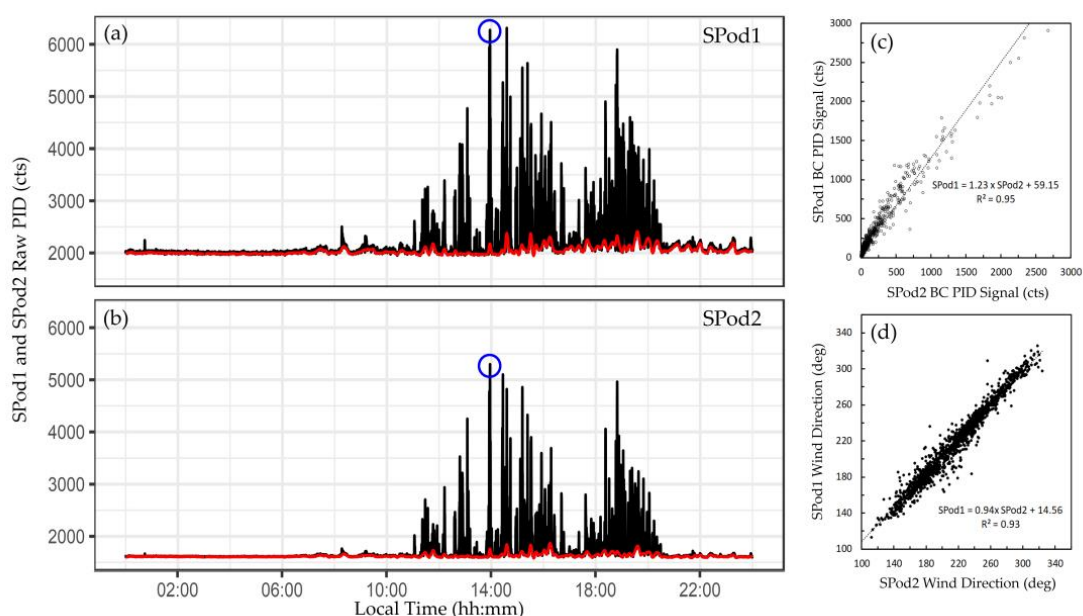 (a)
SPod1
6000
5000
4000
3000
2000
(b)
SPod2
6000
5000
4000
3000
2000
SPod1 and SPod2 Raw PID (cts)
02:00 06:00 10:00 14:00 18:00 22:00
Local Time (hh:mm)
(c)
3000
2500
2000
1500
1000
500
0
SPod1 BC PID Signal (cts)
SPod1 = 1.23 x SPod2 + 59.15
R² = 0.95
0 500 1000 1500 2000 2500 3000
SPod2 BC PID Signal (cts)
(d)
340
300
260
220
180
140
100
SPod1 Wind Direction (deg)
SPod1 = 0.94x SPod2 + 14.56
R² = 0.93
100 140 180 220 260 300 340
SPod2 Wind Direction (deg)